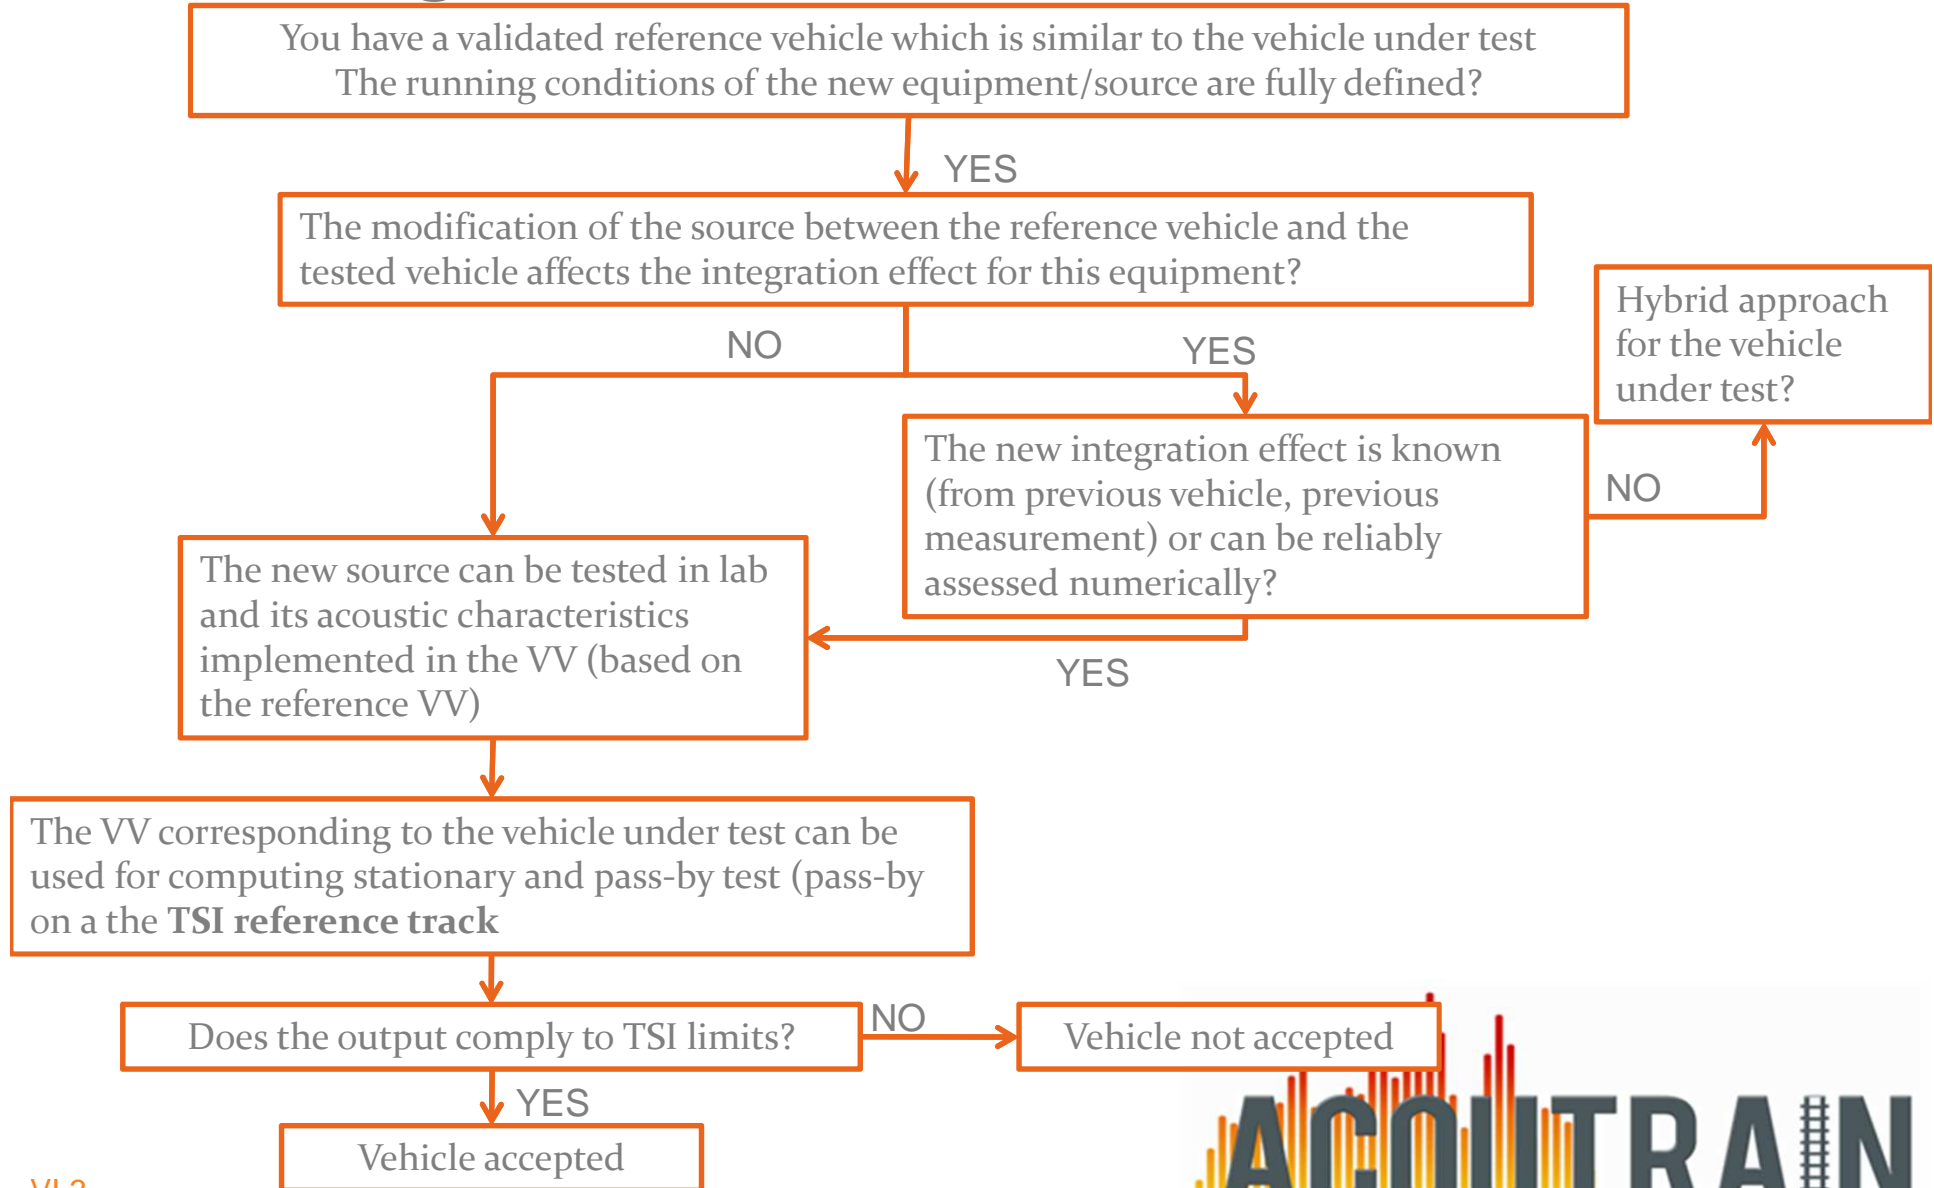 You have a validated reference vehicle which is similar to the vehicle under test
The running conditions of the new equipment/source are fully defined?
YES
The modification of the source between the reference vehicle and the
tested vehicle affects the integration effect for this equipment?
NO
YES
Hybrid approach
for the vehicle
under test?
The new integration effect is known
(from previous vehicle, previous
measurement) or can be reliably
assessed numerically?
NO
The new source can be tested in lab
and its acoustic characteristics
implemented in the VV (based on
the reference VV)
YES
The VV corresponding to the vehicle under test can be
used for computing stationary and pass-by test (pass-by
on a the TSI reference track
Does the output comply to TSI limits?
NO
Vehicle not accepted
YES
Vehicle accepted
ACOUTRAIN